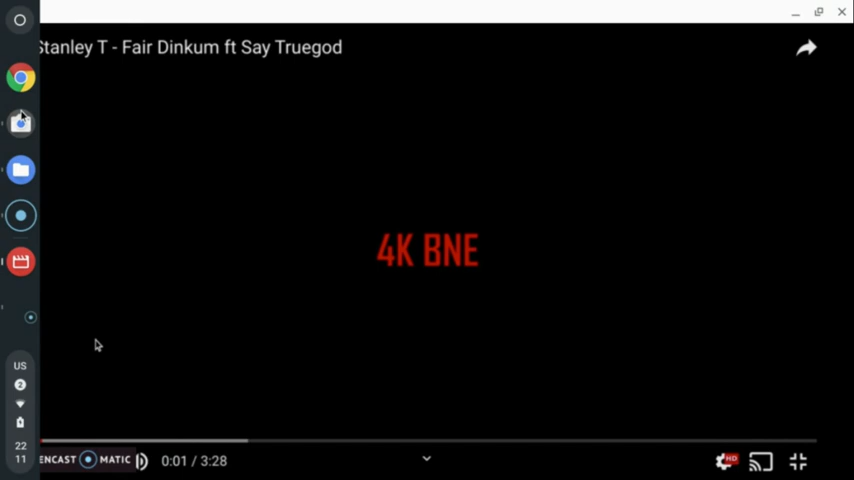 Stanley T - Fair Dinkum ft Say Truegod
4K BNE
US
2
22
11
ENCAST MATIC
0:01 / 3:28
HD